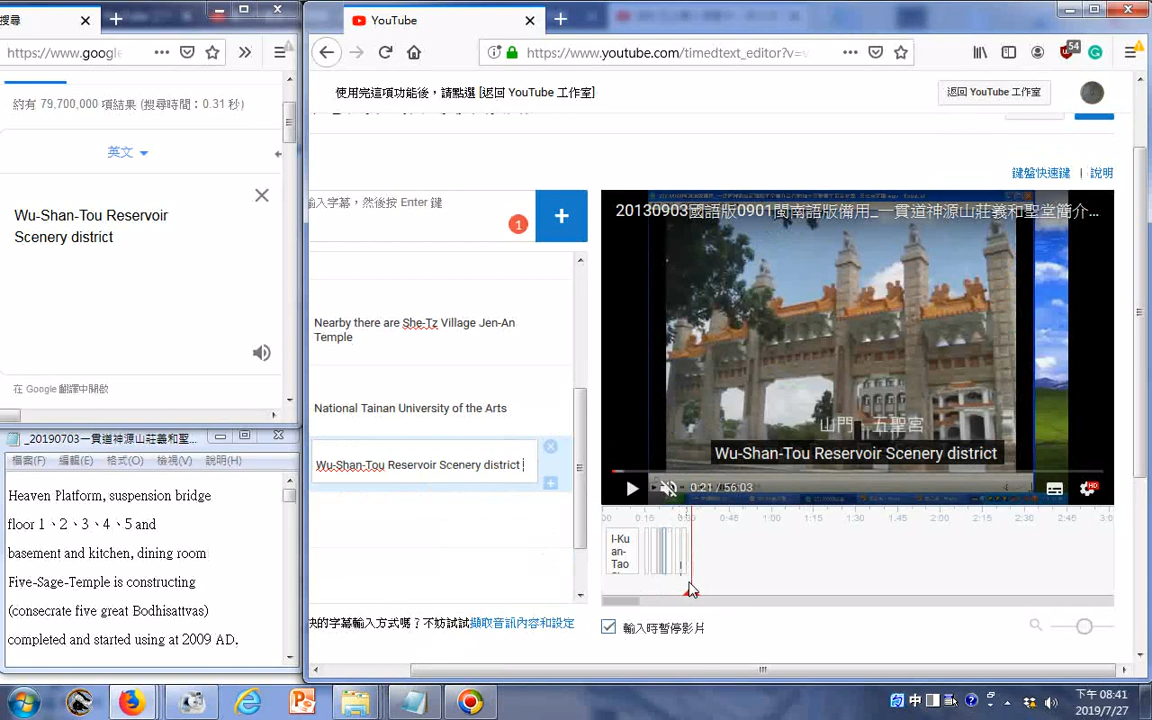 搜尋
https://www.google
約有 79,700,000 項結果 (搜尋時間：0.31 秒)
英文
Wu-Shan-Tou Reservoir
Scenery district
在 Google 翻譯中開啟
_20190703一貫道神源山莊義和聖...
檔案(F) 編輯(E) 格式(O) 檢視(V) 說明(H)
Heaven Platform, suspension bridge
floor 1、2、3、4、5 and
basement and kitchen, dining room
Five-Sage-Temple is constructing
(consecrate five great Bodhisattvas)
completed and started using at 2009 AD.
YouTube
https://www.youtube.com/timedtext_editor?v=
54
使用完這項功能後，請點選 [返回 YouTube 工作室]
返回 YouTube 工作室
鍵盤快速鍵 | 說明
輸入字幕，然後按 Enter 鍵
1
Nearby there are She-Tz Village Jen-An
Temple
National Tainan University of the Arts
Wu-Shan-Tou Reservoir Scenery district
快的字幕輸入方式嗎？不妨試試擷取音訊內容和設定
20130903國語版0901閩南語版備用_一貫道神源山莊義和聖堂簡介...
山門
五聖宮
Wu-Shan-Tou Reservoir Scenery district
0:21 / 56:03
HD
:00 0:15 0:30 0:48 1:00 1:15 1:31 1:45 2:00 2:15 2:30 2:45 3:0
I-Ku
an-
Tao
輸入時暫停影片
中
下午 08:41
2019/7/27